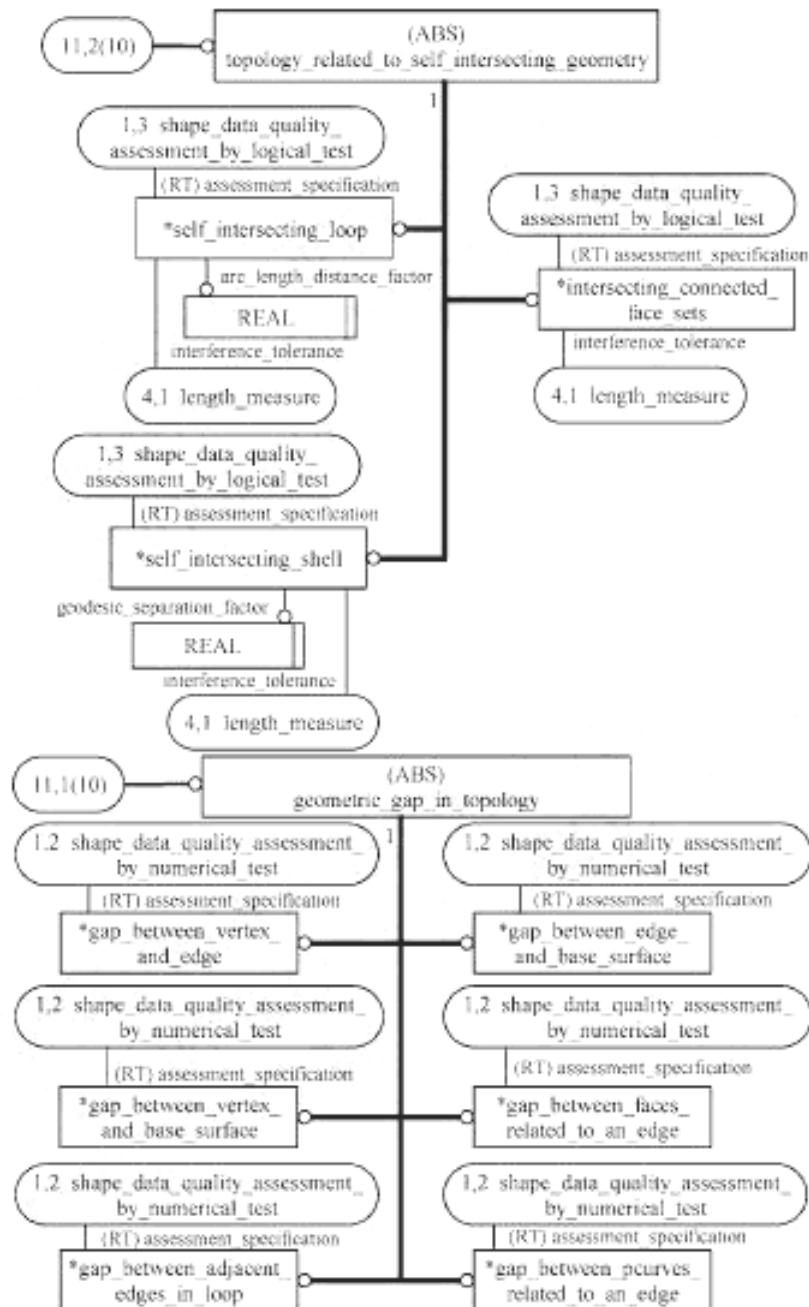 11,2(10)
(ABS)
topology_related_to_self_intersecting_geometry
1
1,3 shape_data_quality_
assessment_by_logical_test
(RT) assessment_specification
*self_intersecting_loop
arc_length_distance_factor
REAL
interference_tolerance
4,1 length_measure
1,3 shape_data_quality_
assessment_by_logical_test
(RT) assessment_specification
*intersecting_connected_
face_sets
interference_tolerance
4,1 length_measure
1,3 shape_data_quality_
assessment_by_logical_test
(RT) assessment_specification
*self_intersecting_shell
geodesic_separation_factor
REAL
interference_tolerance
4,1 length_measure
11,1(10)
(ABS)
geometric_gap_in_topology
1
1,2 shape_data_quality_assessment_
by_numerical_test
(RT) assessment_specification
*gap_between_vertex_
and_edge
1,2 shape_data_quality_assessment_
by_numerical_test
(RT) assessment_specification
*gap_between_edge_
and_base_surface
1,2 shape_data_quality_assessment_
by_numerical_test
(RT) assessment_specification
*gap_between_vertex_
and_base_surface
1,2 shape_data_quality_assessment_
by_numerical_test
(RT) assessment_specification
*gap_between_faces_
related_to_an_edge
1,2 shape_data_quality_assessment_
by_numerical_test
(RT) assessment_specification
*gap_between_adjacent_
edges_in_loop
1,2 shape_data_quality_assessment_
by_numerical_test
(RT) assessment_specification
*gap_between_pcurves_
related_to_an_edge